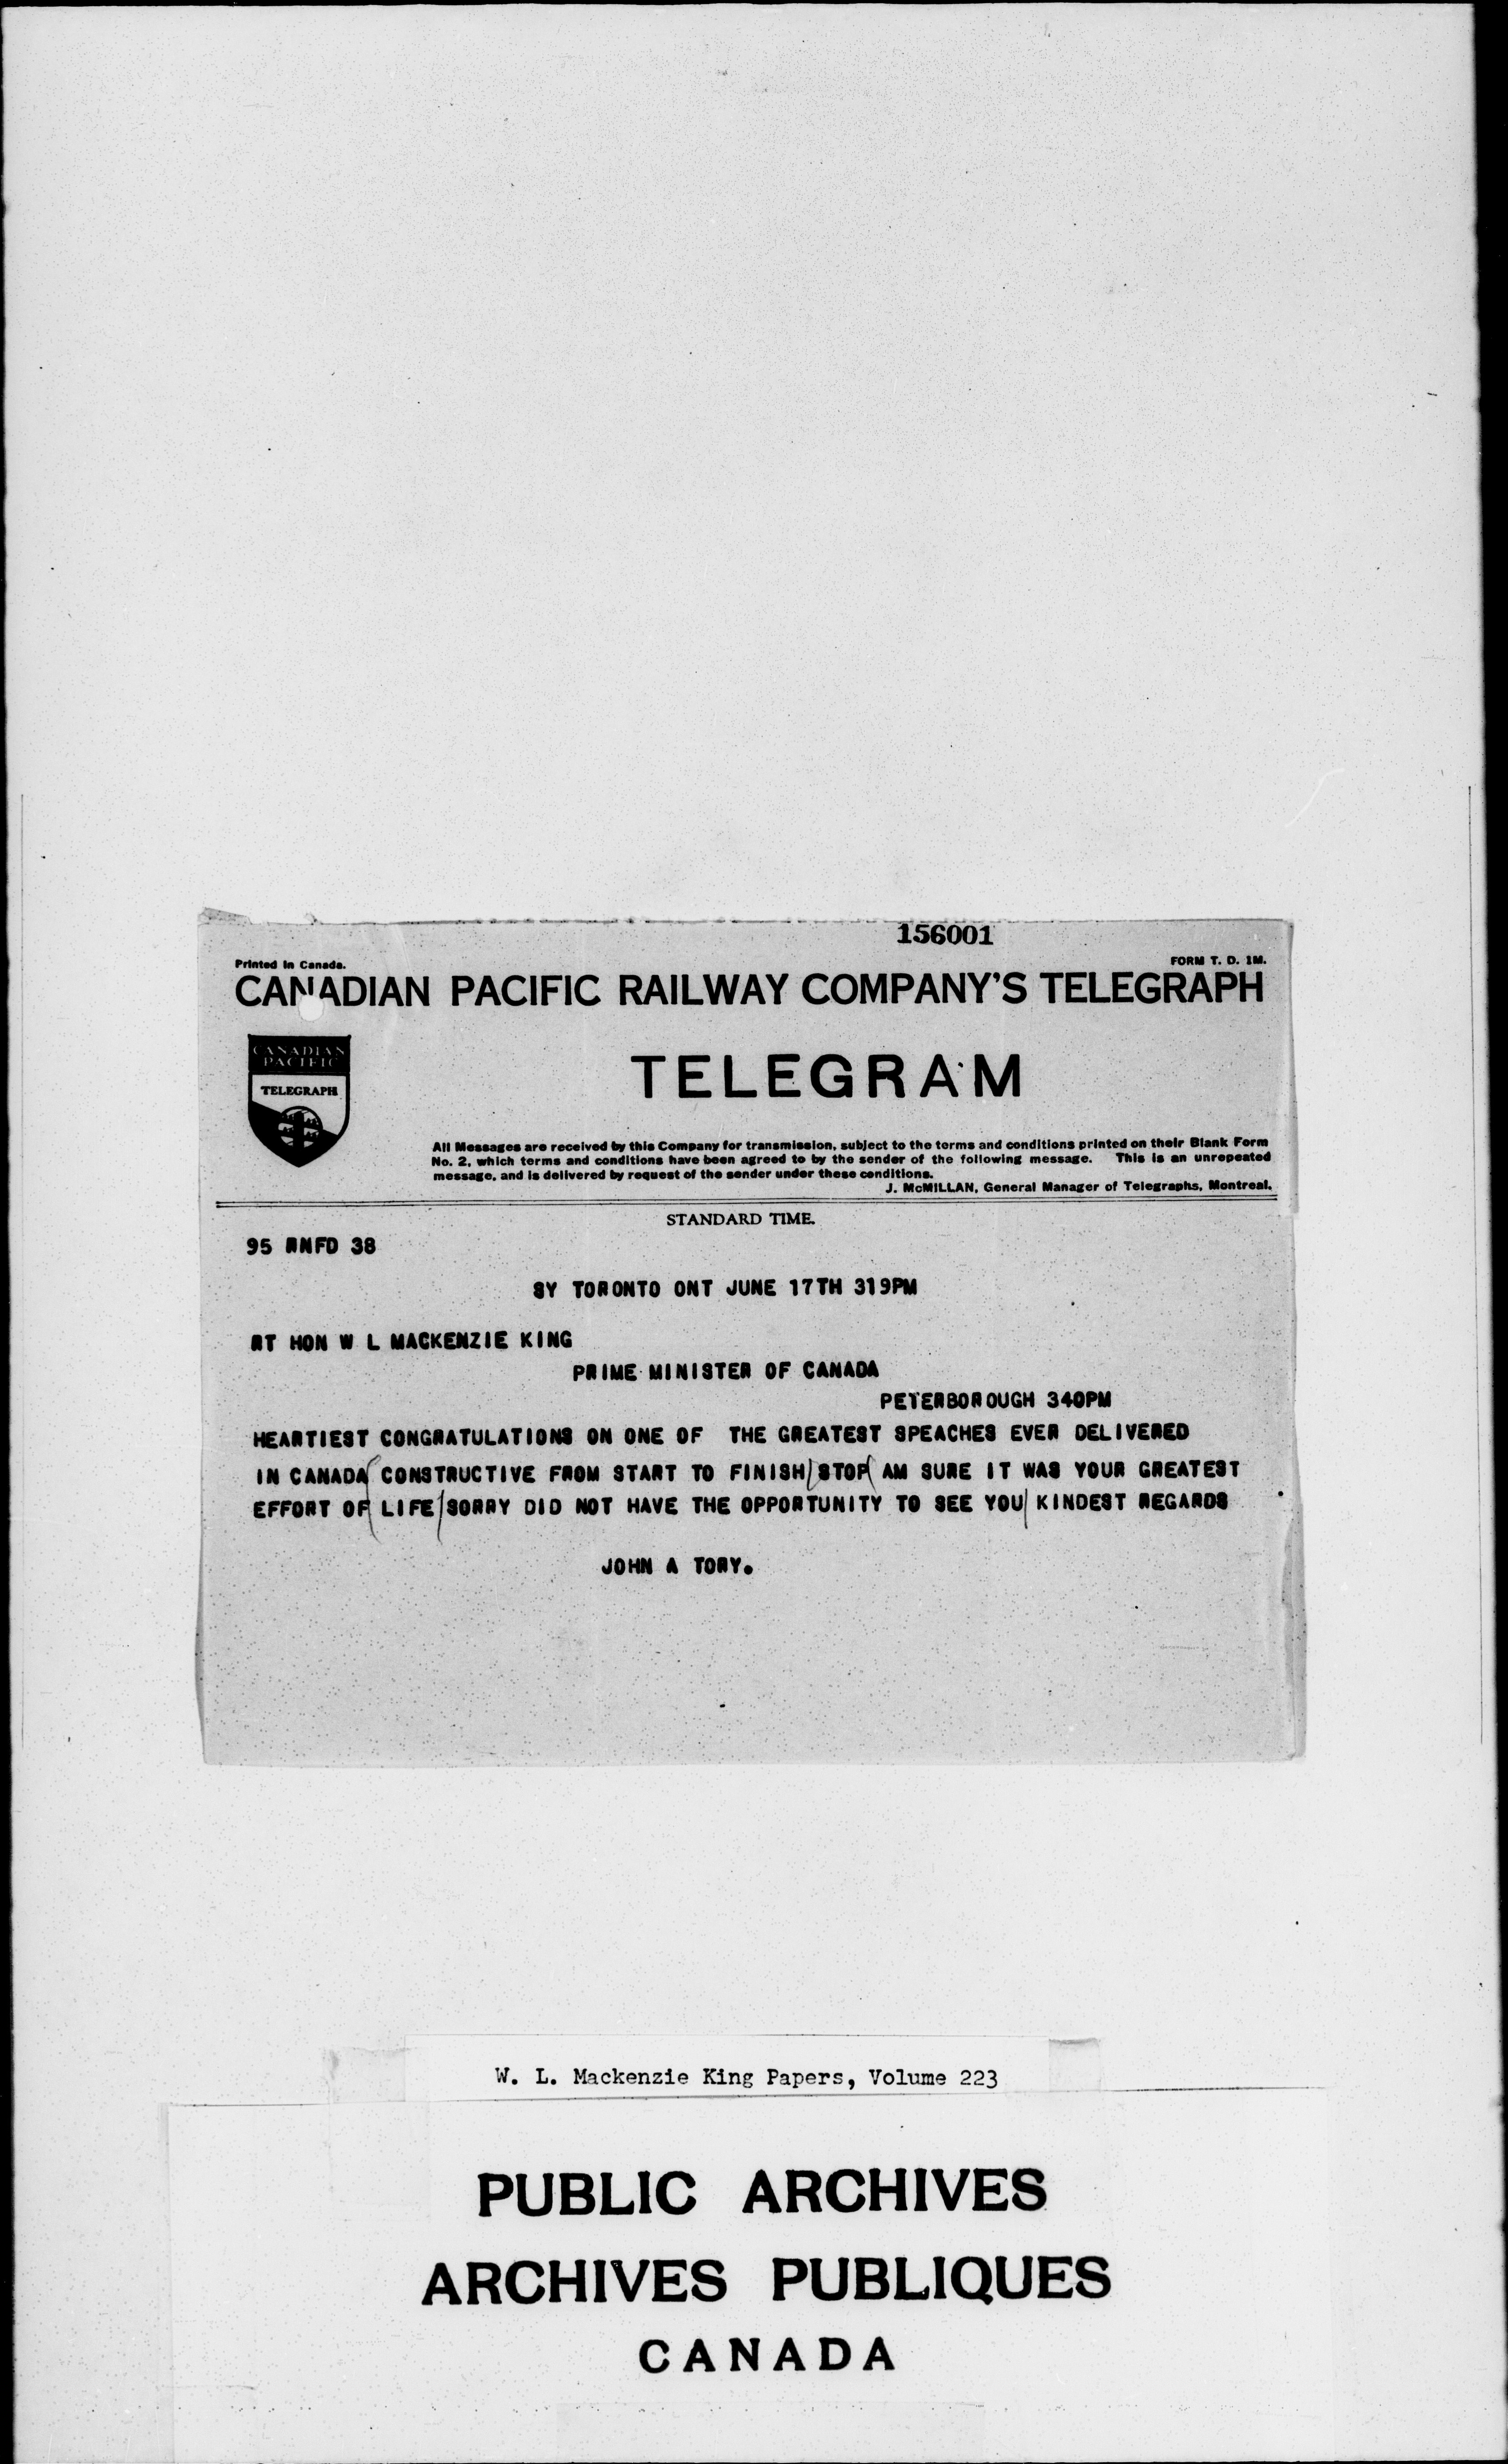 156001
Printed in Canada.
FORM T. D. 1M.
CANADIAN PACIFIC RAILWAY COMPANY'S TELEGRAPH
CANADIAN
PACIFIC
TELEGRAPH
TELEGRAM
All Messages are received by this Company for transmission, subject to the terms and conditions printed on their Blank Form
No. 2, which terms and conditions have been agreed to by the sender of the following message. This is an unrepeated
message, and is delivered by request of the sender under these conditions.
J. McMILLAN, General Manager of Telegraphs, Montreal.
STANDARD TIME.
95 RNFD 38
SY TORONTO ONT JUNE 17TH 319PM
RT HON W L MACKENZIE KING
PRIME MINISTER OF CANADA
PETERBOROUGH 340PM
HEARTIEST CONGRATULATIONS ON ONE OF THE GREATEST SPEACHES EVER DELIVERED
IN CANADA CONSTRUCTIVE FROM START TO FINISH STOP AM SURE IT WAS YOUR GREATEST
EFFORT OF LIFE SORRY DID NOT HAVE THE OPPORTUNITY TO SEE YOU KINDEST REGARDS
JOHN A TORY.
W. L. Mackenzie King Papers, Volume 223
PUBLIC ARCHIVES
ARCHIVES PUBLIQUES
CANADA